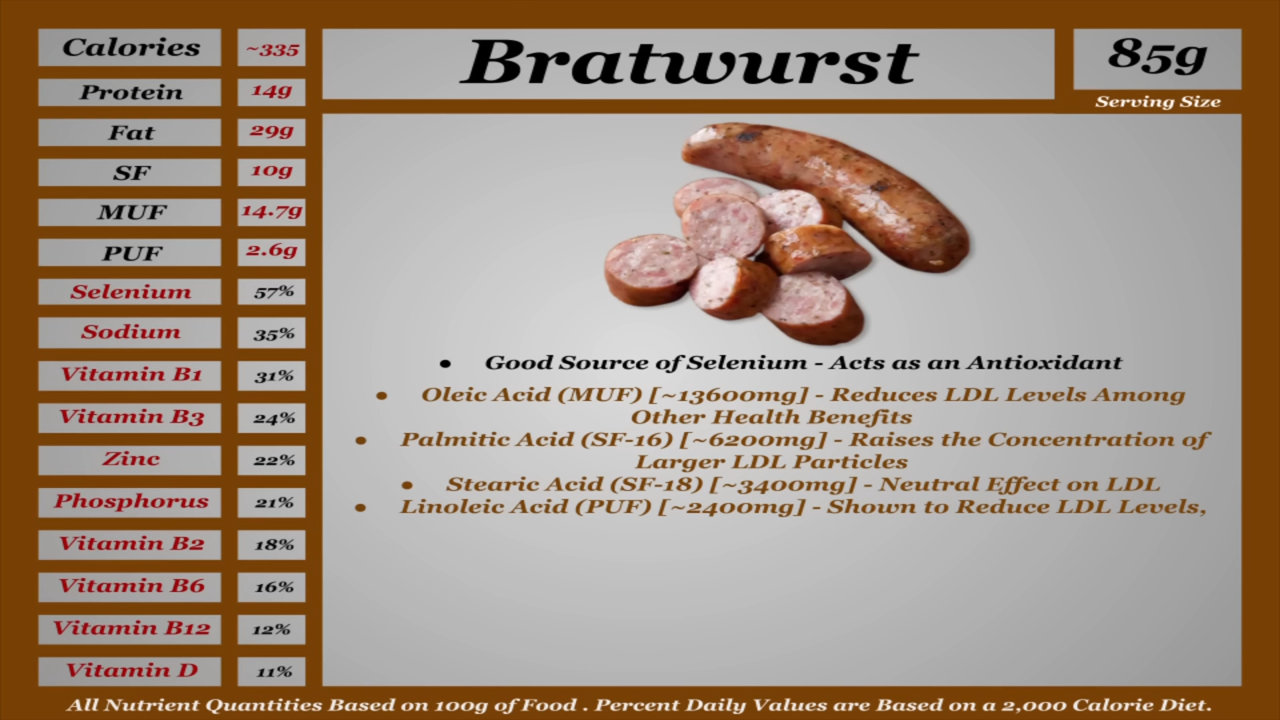 Bratwurst
85g
Serving Size
Calories ~335
Protein 14g
Fat 29g
SF 10g
MUF 14.7g
PUF 2.6g
Selenium 57%
Sodium 35%
Vitamin B1 31%
Vitamin B3 24%
Zinc 22%
Phosphorus 21%
Vitamin B2 18%
Vitamin B6 16%
Vitamin B12 12%
Vitamin D 11%
● Good Source of Selenium - Acts as an Antioxidant
● Oleic Acid (MUF) [~13600mg] - Reduces LDL Levels Among
Other Health Benefits
● Palmitic Acid (SF-16) [~6200mg] - Raises the Concentration of
Larger LDL Particles
● Stearic Acid (SF-18) [~3400mg] - Neutral Effect on LDL
● Linoleic Acid (PUF) [~2400mg] - Shown to Reduce LDL Levels,
All Nutrient Quantities Based on 100g of Food . Percent Daily Values are Based on a 2,000 Calorie Diet.